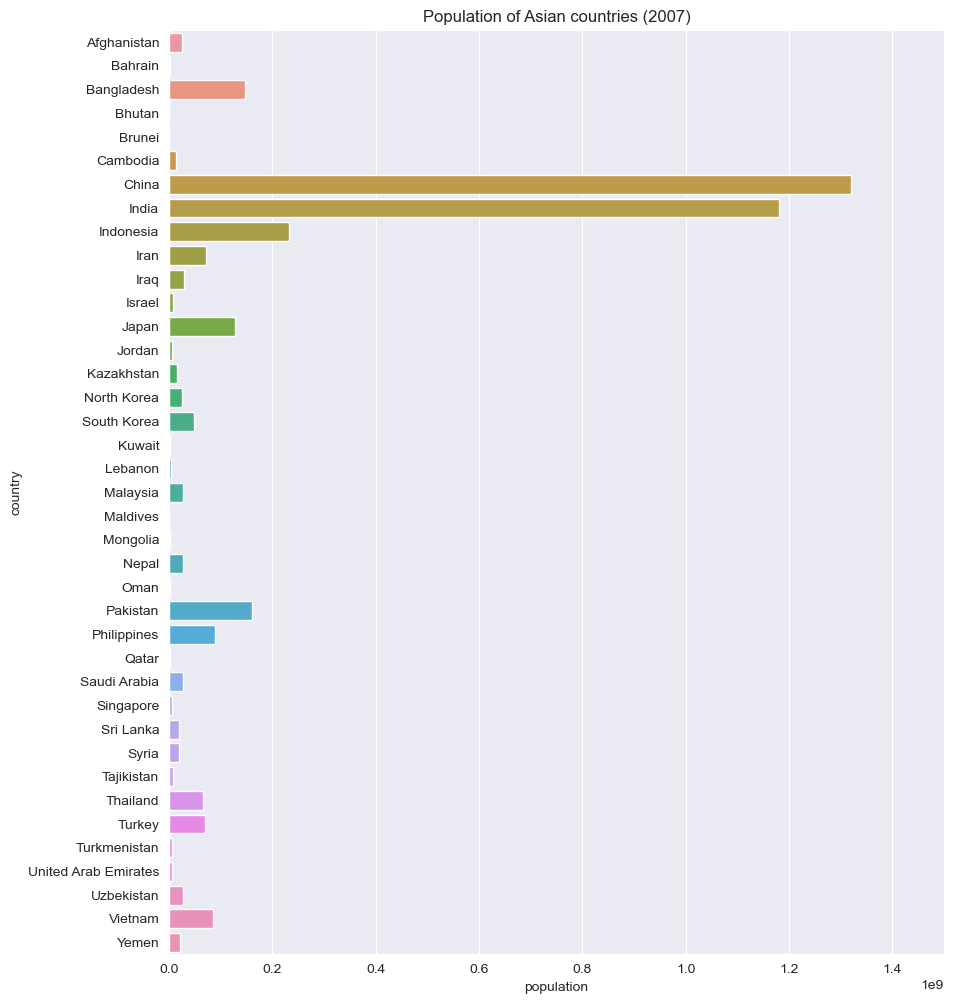 Population of Asian countries (2007)
Afghanistan
Bahrain
Bangladesh
Bhutan
Brunei
Cambodia
China
India
Indonesia
Iran
Iraq
Israel
Japan
Jordan
Kazakhstan
North Korea
South Korea
Kuwait
Lebanon
Malaysia
Maldives
Mongolia
Nepal
Oman
Pakistan
Philippines
Qatar
Saudi Arabia
Singapore
Sri Lanka
Syria
Tajikistan
Thailand
Turkey
Turkmenistan
United Arab Emirates
Uzbekistan
Vietnam
Yemen
country
0.0 0.2 0.4 0.6 0.8 1.0 1.2 1.4
population
1e9